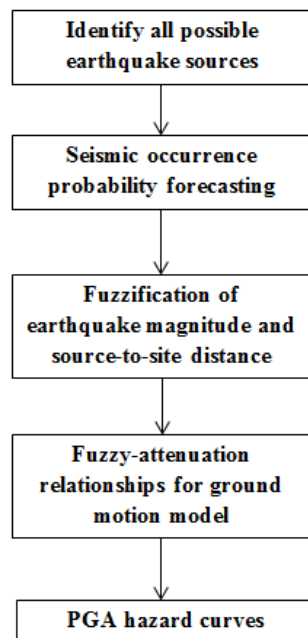 Identify all possible
earthquake sources
Seismic occurrence
probability forecasting
Fuzzification of
earthquake magnitude and
source-to-site distance
Fuzzy-attenuation
relationships for ground
motion model
PGA hazard curves